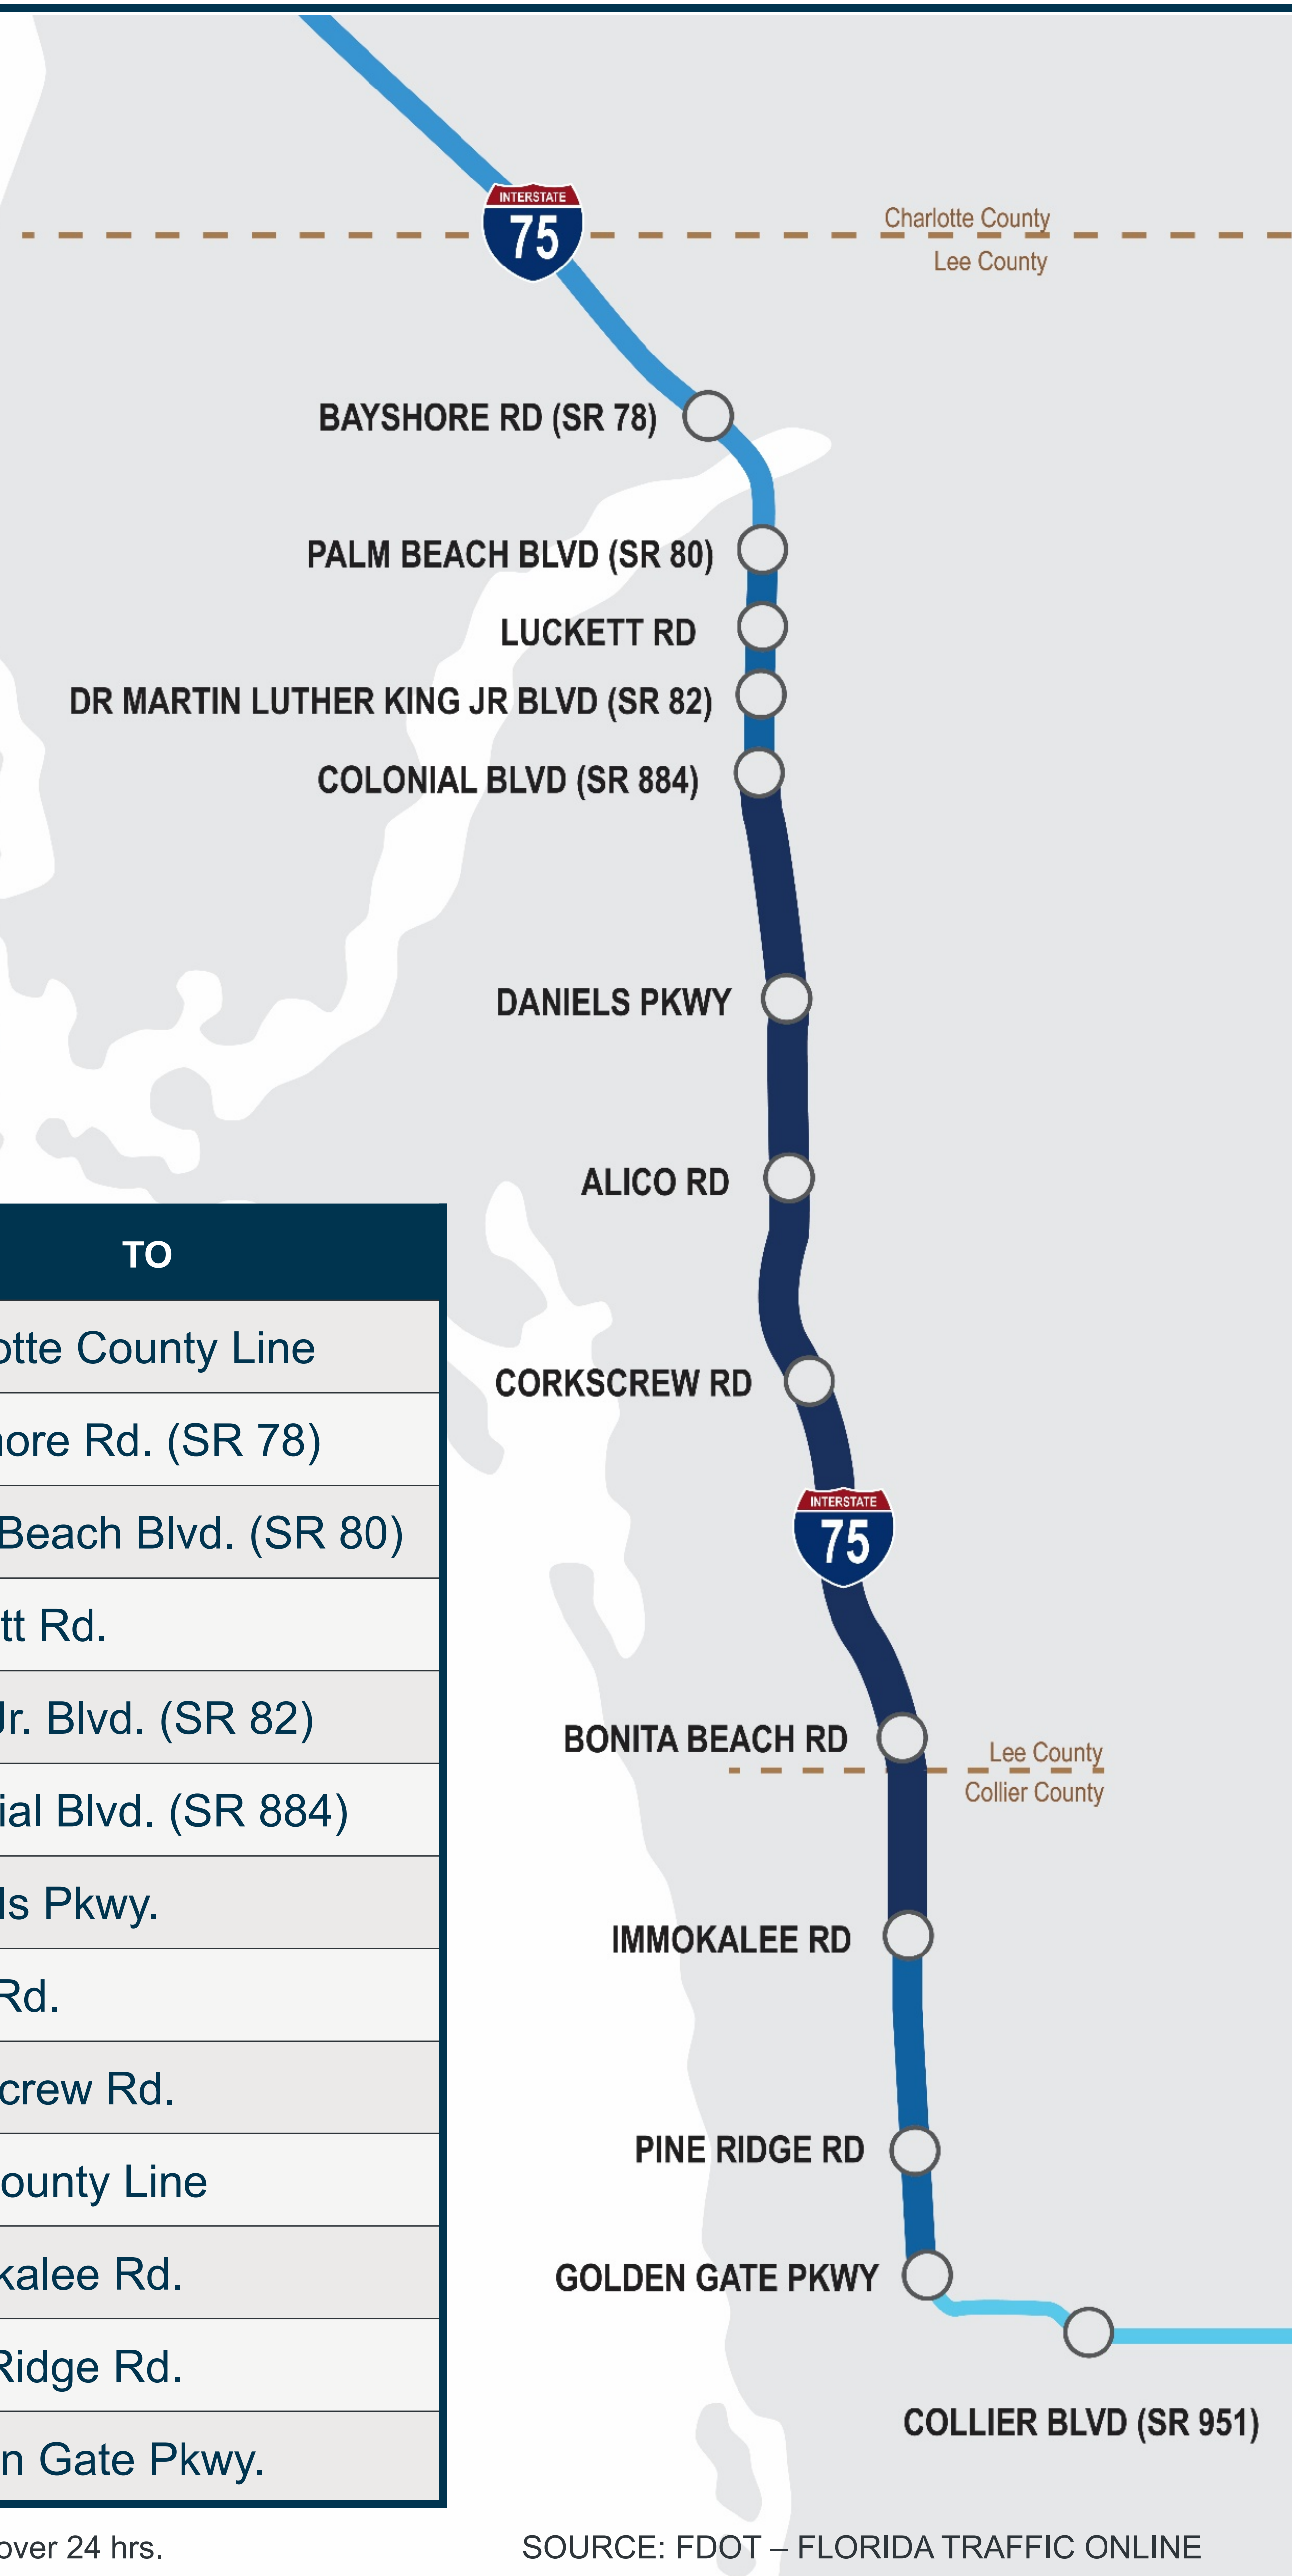 INTERSTATE
75
Charlotte County
Lee County
BAYSHORE RD (SR 78)
PALM BEACH BLVD (SR 80)
LUCKETT RD
DR MARTIN LUTHER KING JR BLVD (SR 82)
COLONIAL BLVD (SR 884)
DANIELS PKWY
ALICO RD
CORKSCREW RD
INTERSTATE
75
BONITA BEACH RD
Lee County
Collier County
IMMOKALEE RD
PINE RIDGE RD
GOLDEN GATE PKWY
COLLIER BLVD (SR 951)
TO
otte County Line
ore Rd. (SR 78)
Beach Blvd. (SR 80)
tt Rd.
Jr. Blvd. (SR 82)
ial Blvd. (SR 884)
ls Pkwy.
Rd.
crew Rd.
ounty Line
kalee Rd.
Ridge Rd.
n Gate Pkwy.
over 24 hrs.
SOURCE: FDOT – FLORIDA TRAFFIC ONLINE